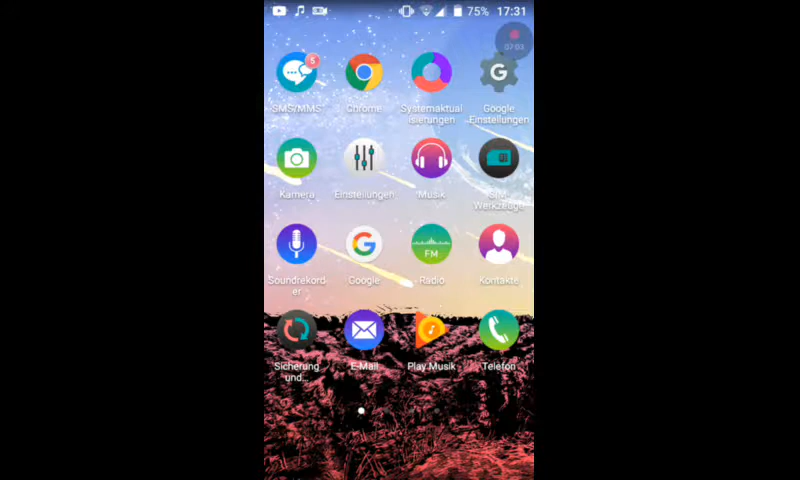 75% 17:31
07:03
5
SMS/MMS
Chrome
Systemaktual
isierungen
Google
Einstellungen
G
Kamera
Einstellungen
Musik
SIM-
Werkzeuge
Soundrekord
er
Google
G
FM
Radio
Kontakte
Sicherung
und...
E-Mail
Play Musik
Telefon